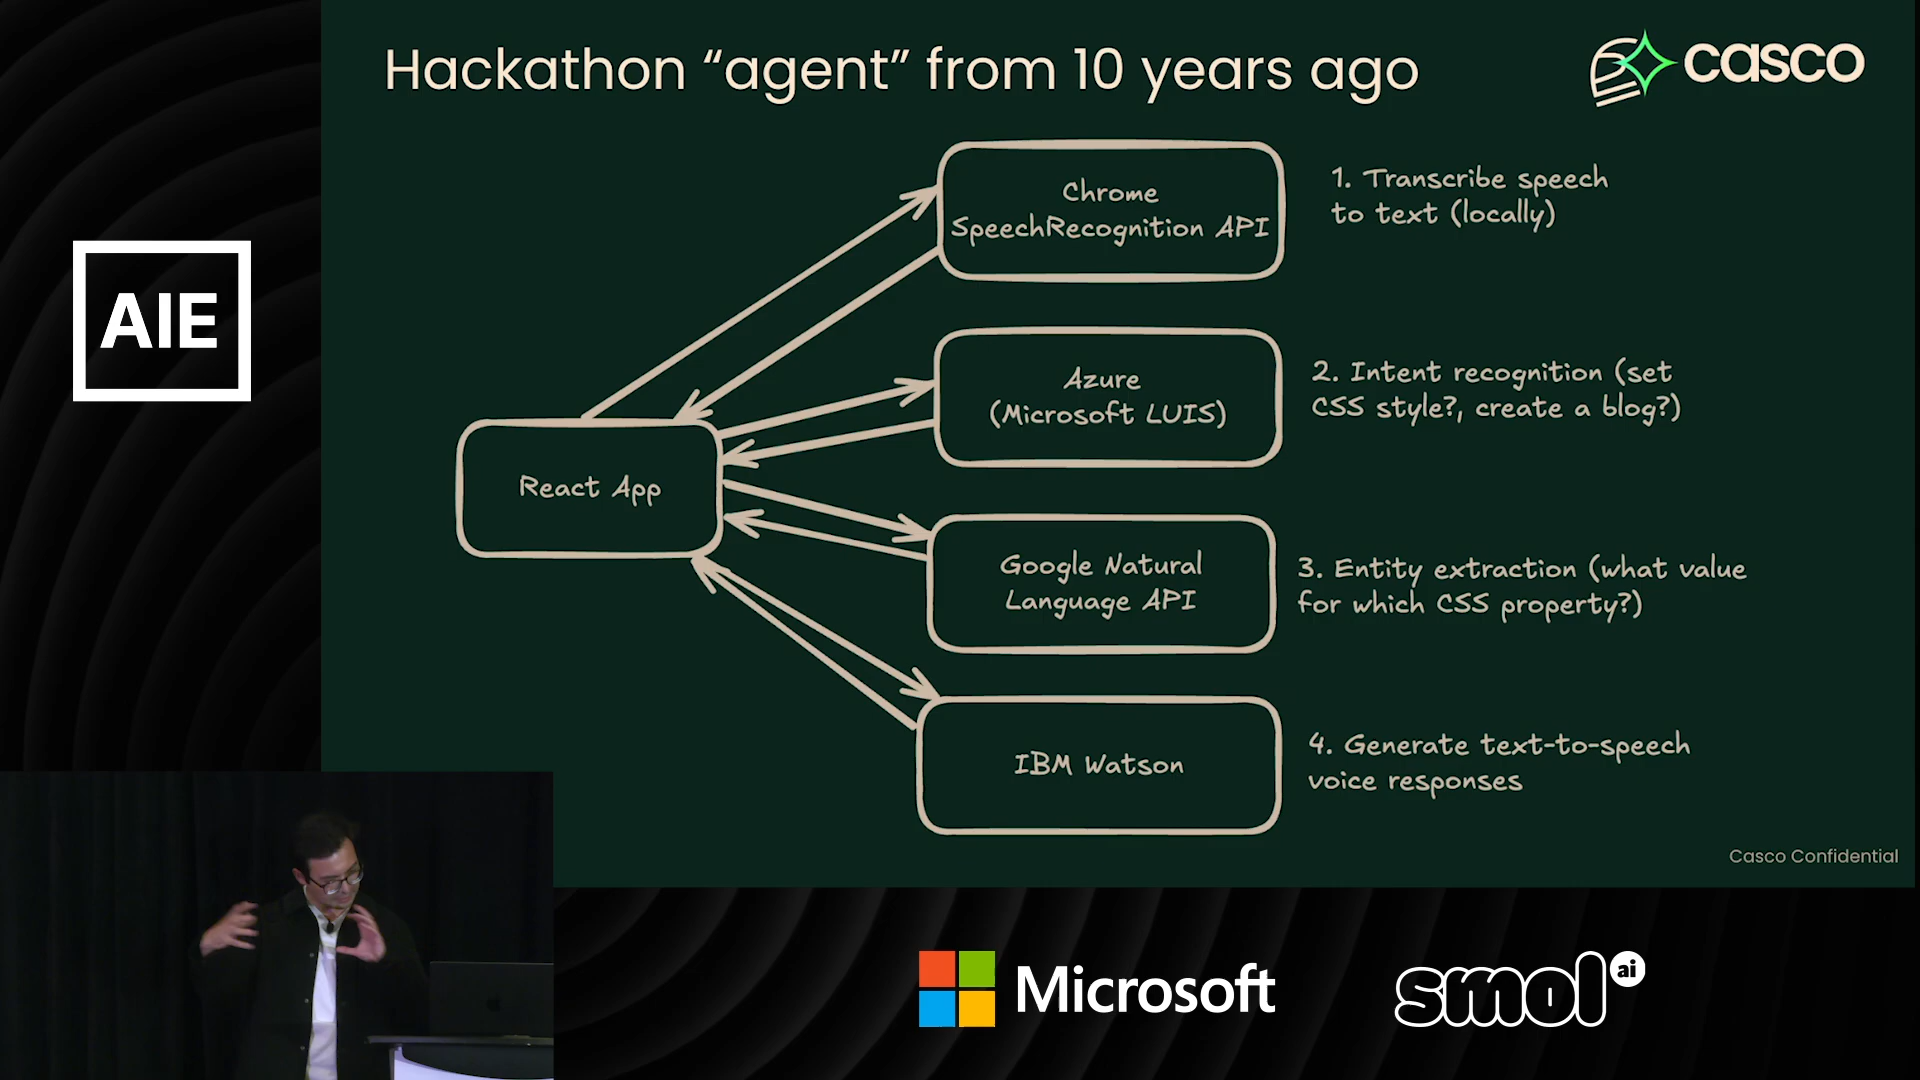 Hackathon “agent” from 10 years ago
casco
Chrome
SpeechRecognition API
1. Transcribe speech
to text (locally)
AIE
Azure
(Microsoft LUIS)
2. Intent recognition (set
CSS style?, create a blog?)
React App
Google Natural
Language API
3. Entity extraction (what value
for which CSS property?)
IBM Watson
4. Generate text-to-speech
voice responses
Casco Confidential
Microsoft
smol ai